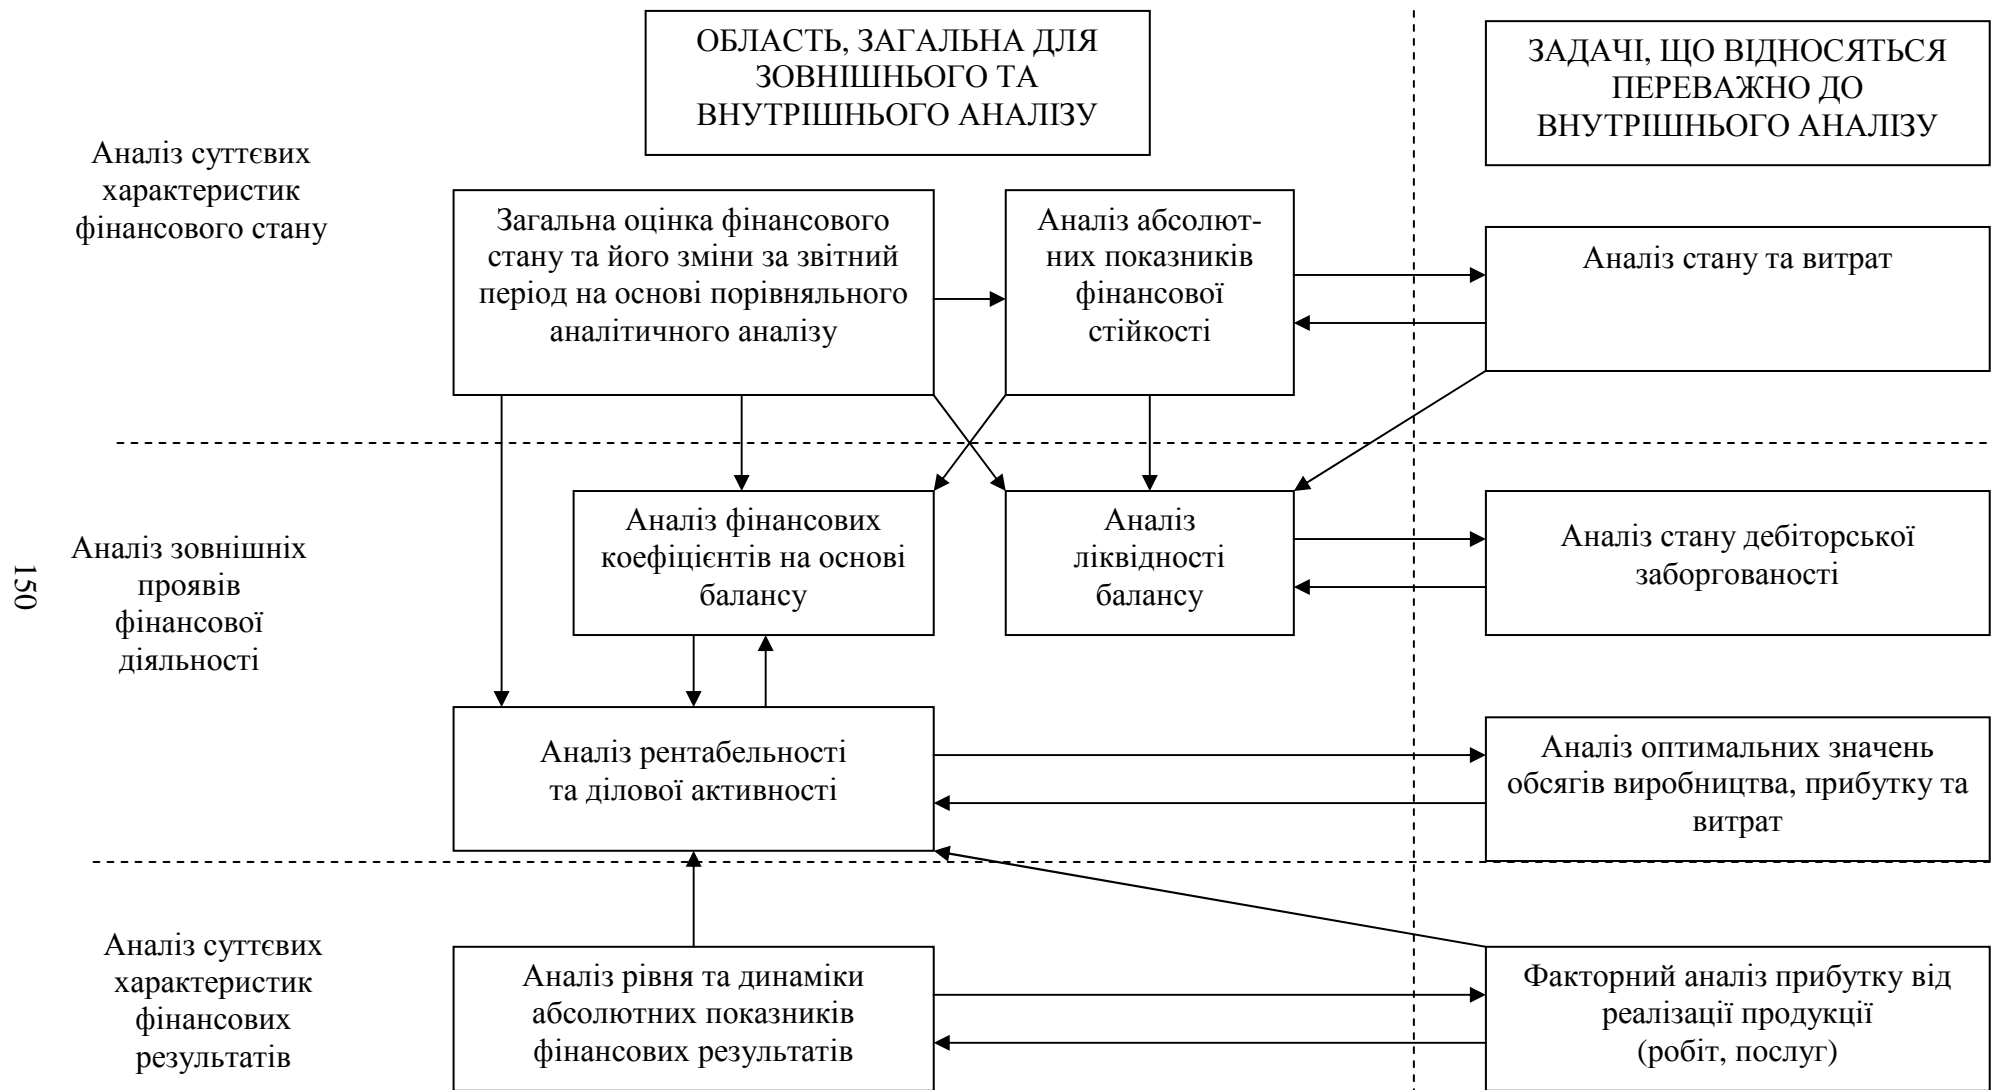 ОБЛАСТЬ, ЗАГАЛЬНА ДЛЯ
ЗОВНІШНЬОГО ТА
ВНУТРІШНЬОГО АНАЛІЗУ
ЗАДАЧІ, ЩО ВІДНОСЯТЬСЯ
ПЕРЕВАЖНО ДО
ВНУТРІШНЬОГО АНАЛІЗУ
Аналіз суттєвих
характеристик
фінансового стану
Загальна оцінка фінансового
стану та його зміни за звітний
період на основі порівняльного
аналітичного аналізу
Аналіз абсолют-
них показників
фінансової
стійкості
Аналіз стану та витрат
Аналіз зовнішніх
проявів
фінансової
діяльності
Аналіз фінансових
коефіцієнтів на основі
балансу
Аналіз
ліквідності
балансу
Аналіз стану дебіторської
заборгованості
Аналіз рентабельності
та ділової активності
Аналіз оптимальних значень
обсягів виробництва, прибутку та
витрат
Аналіз суттєвих
характеристик
фінансових
результатів
Аналіз рівня та динаміки
абсолютних показників
фінансових результатів
Факторний аналіз прибутку від
реалізації продукції
(робіт, послуг)
150